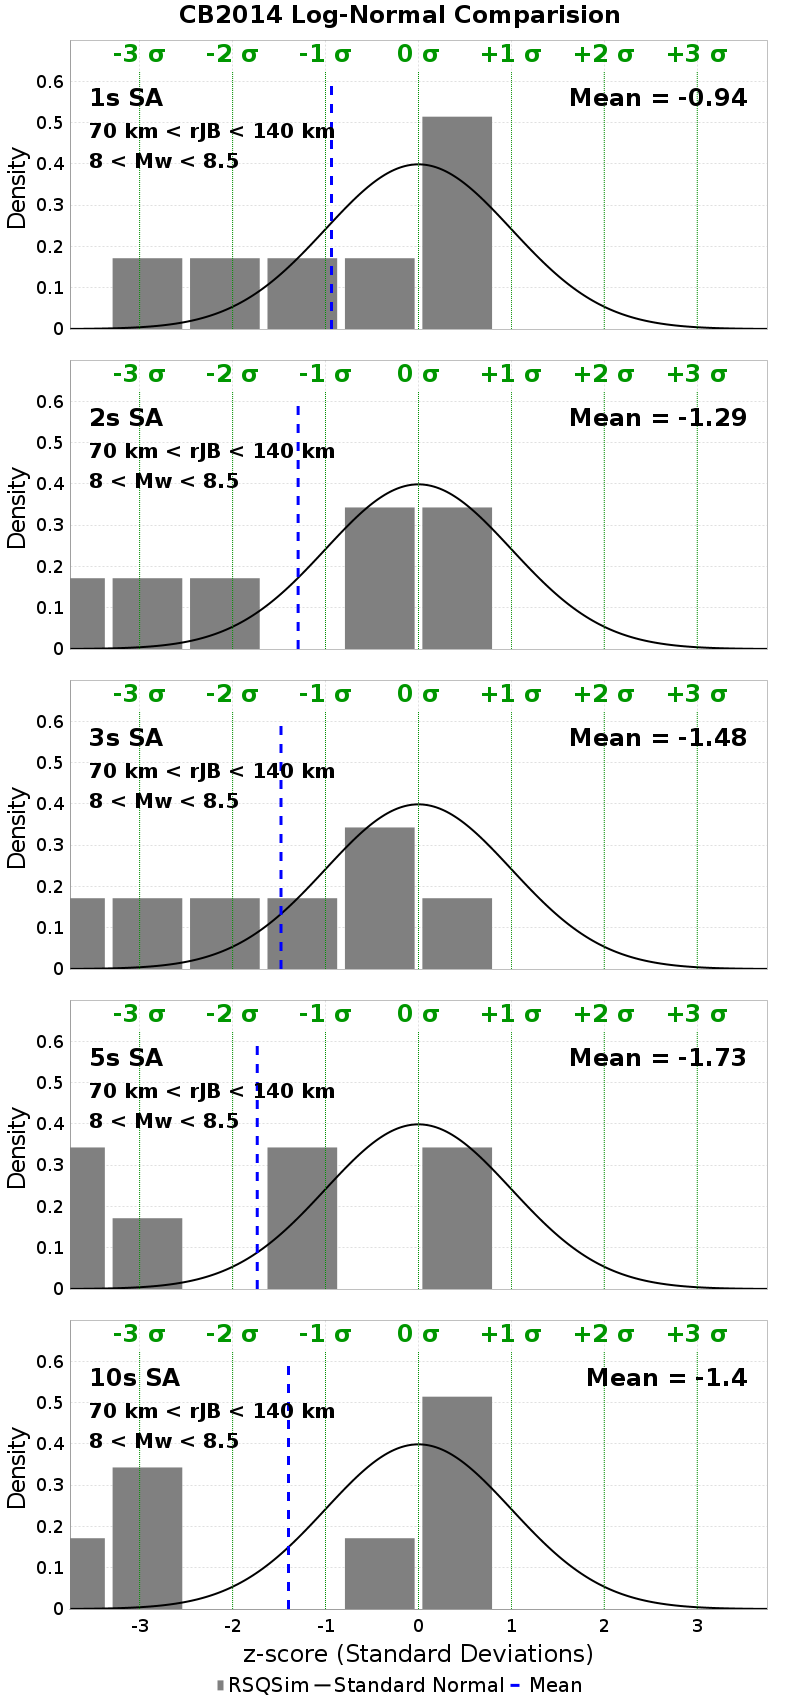 CB2014 Log-Normal Comparision
-3 σ -2 σ -1 σ 0 σ +1 σ +2 σ +3 σ
0.6
1s SA Mean = -0.94
0.5
70 km < rJB < 140 km
8 < Mw < 8.5
0.4
Density
0.3
0.2
0.1
0
-3 σ -2 σ -1 σ 0 σ +1 σ +2 σ +3 σ
0.6
2s SA Mean = -1.29
0.5
70 km < rJB < 140 km
8 < Mw < 8.5
0.4
Density
0.3
0.2
0.1
0
-3 σ -2 σ -1 σ 0 σ +1 σ +2 σ +3 σ
0.6
3s SA Mean = -1.48
0.5
70 km < rJB < 140 km
8 < Mw < 8.5
0.4
Density
0.3
0.2
0.1
0
-3 σ -2 σ -1 σ 0 σ +1 σ +2 σ +3 σ
0.6
5s SA Mean = -1.73
0.5
70 km < rJB < 140 km
8 < Mw < 8.5
0.4
Density
0.3
0.2
0.1
0
-3 σ -2 σ -1 σ 0 σ +1 σ +2 σ +3 σ
0.6
10s SA Mean = -1.4
0.5
70 km < rJB < 140 km
8 < Mw < 8.5
0.4
Density
0.3
0.2
0.1
0
-3 -2 -1 0 1 2 3
z-score (Standard Deviations)
RSQSim Standard Normal Mean